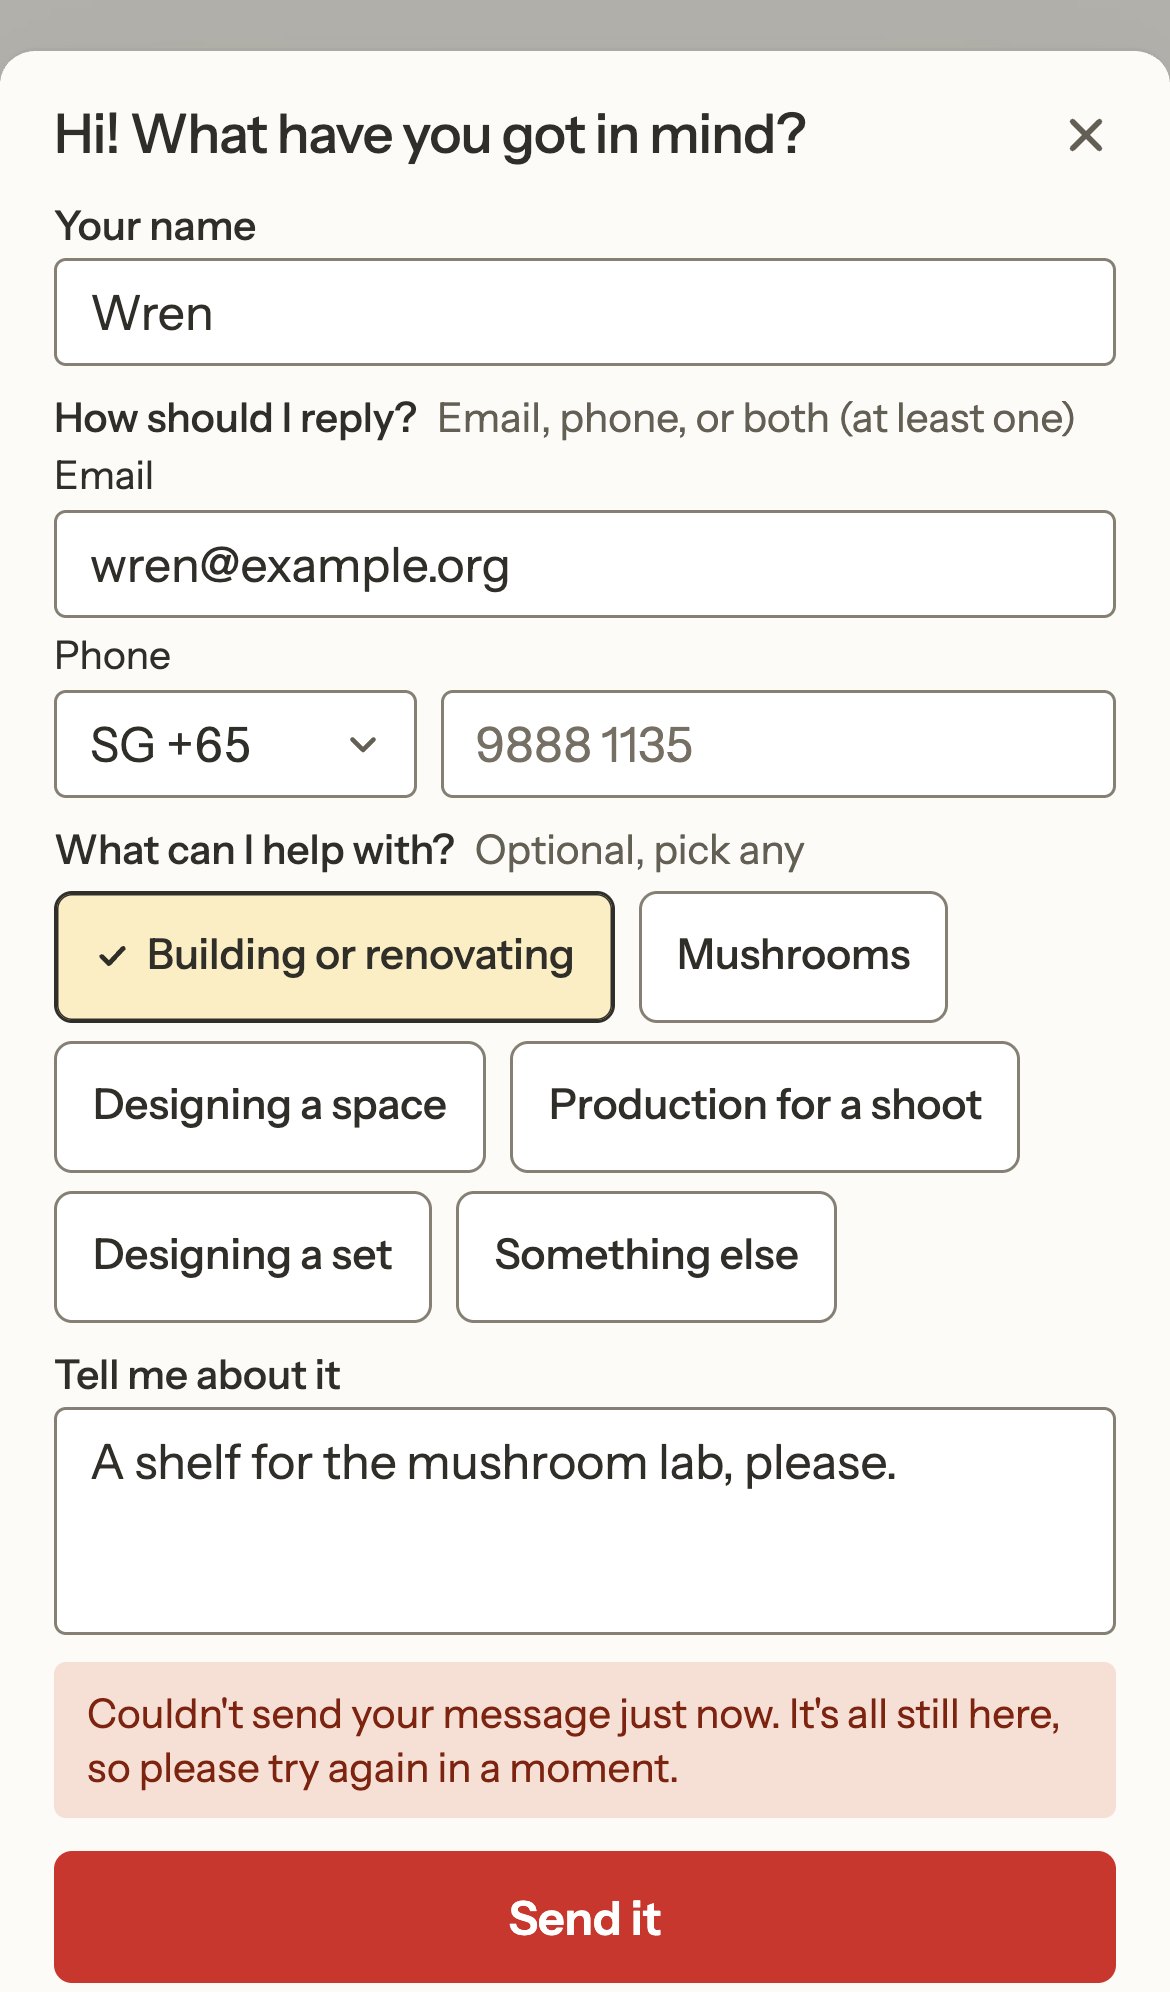 Hi! What have you got in mind?
Your name
Wren
How should I reply? Email, phone, or both (at least one)
Email
wren@example.org
Phone
SG +65
9888 1135
What can I help with? Optional, pick any
Building or renovating
Mushrooms
Designing a space
Production for a shoot
Designing a set
Something else
Tell me about it
A shelf for the mushroom lab, please.
Couldn't send your message just now. It's all still here,
so please try again in a moment.
Send it